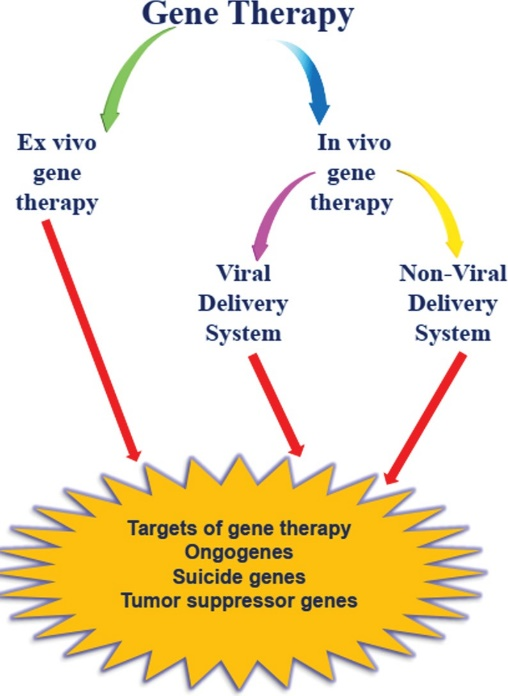 Gene Therapy
Ex vivo
gene
therapy
In vivo
gene
therapy
Viral
Delivery
System
Non-Viral
Delivery
System
Targets of gene therapy
Ongogenes
Suicide genes
Tumor suppressor genes